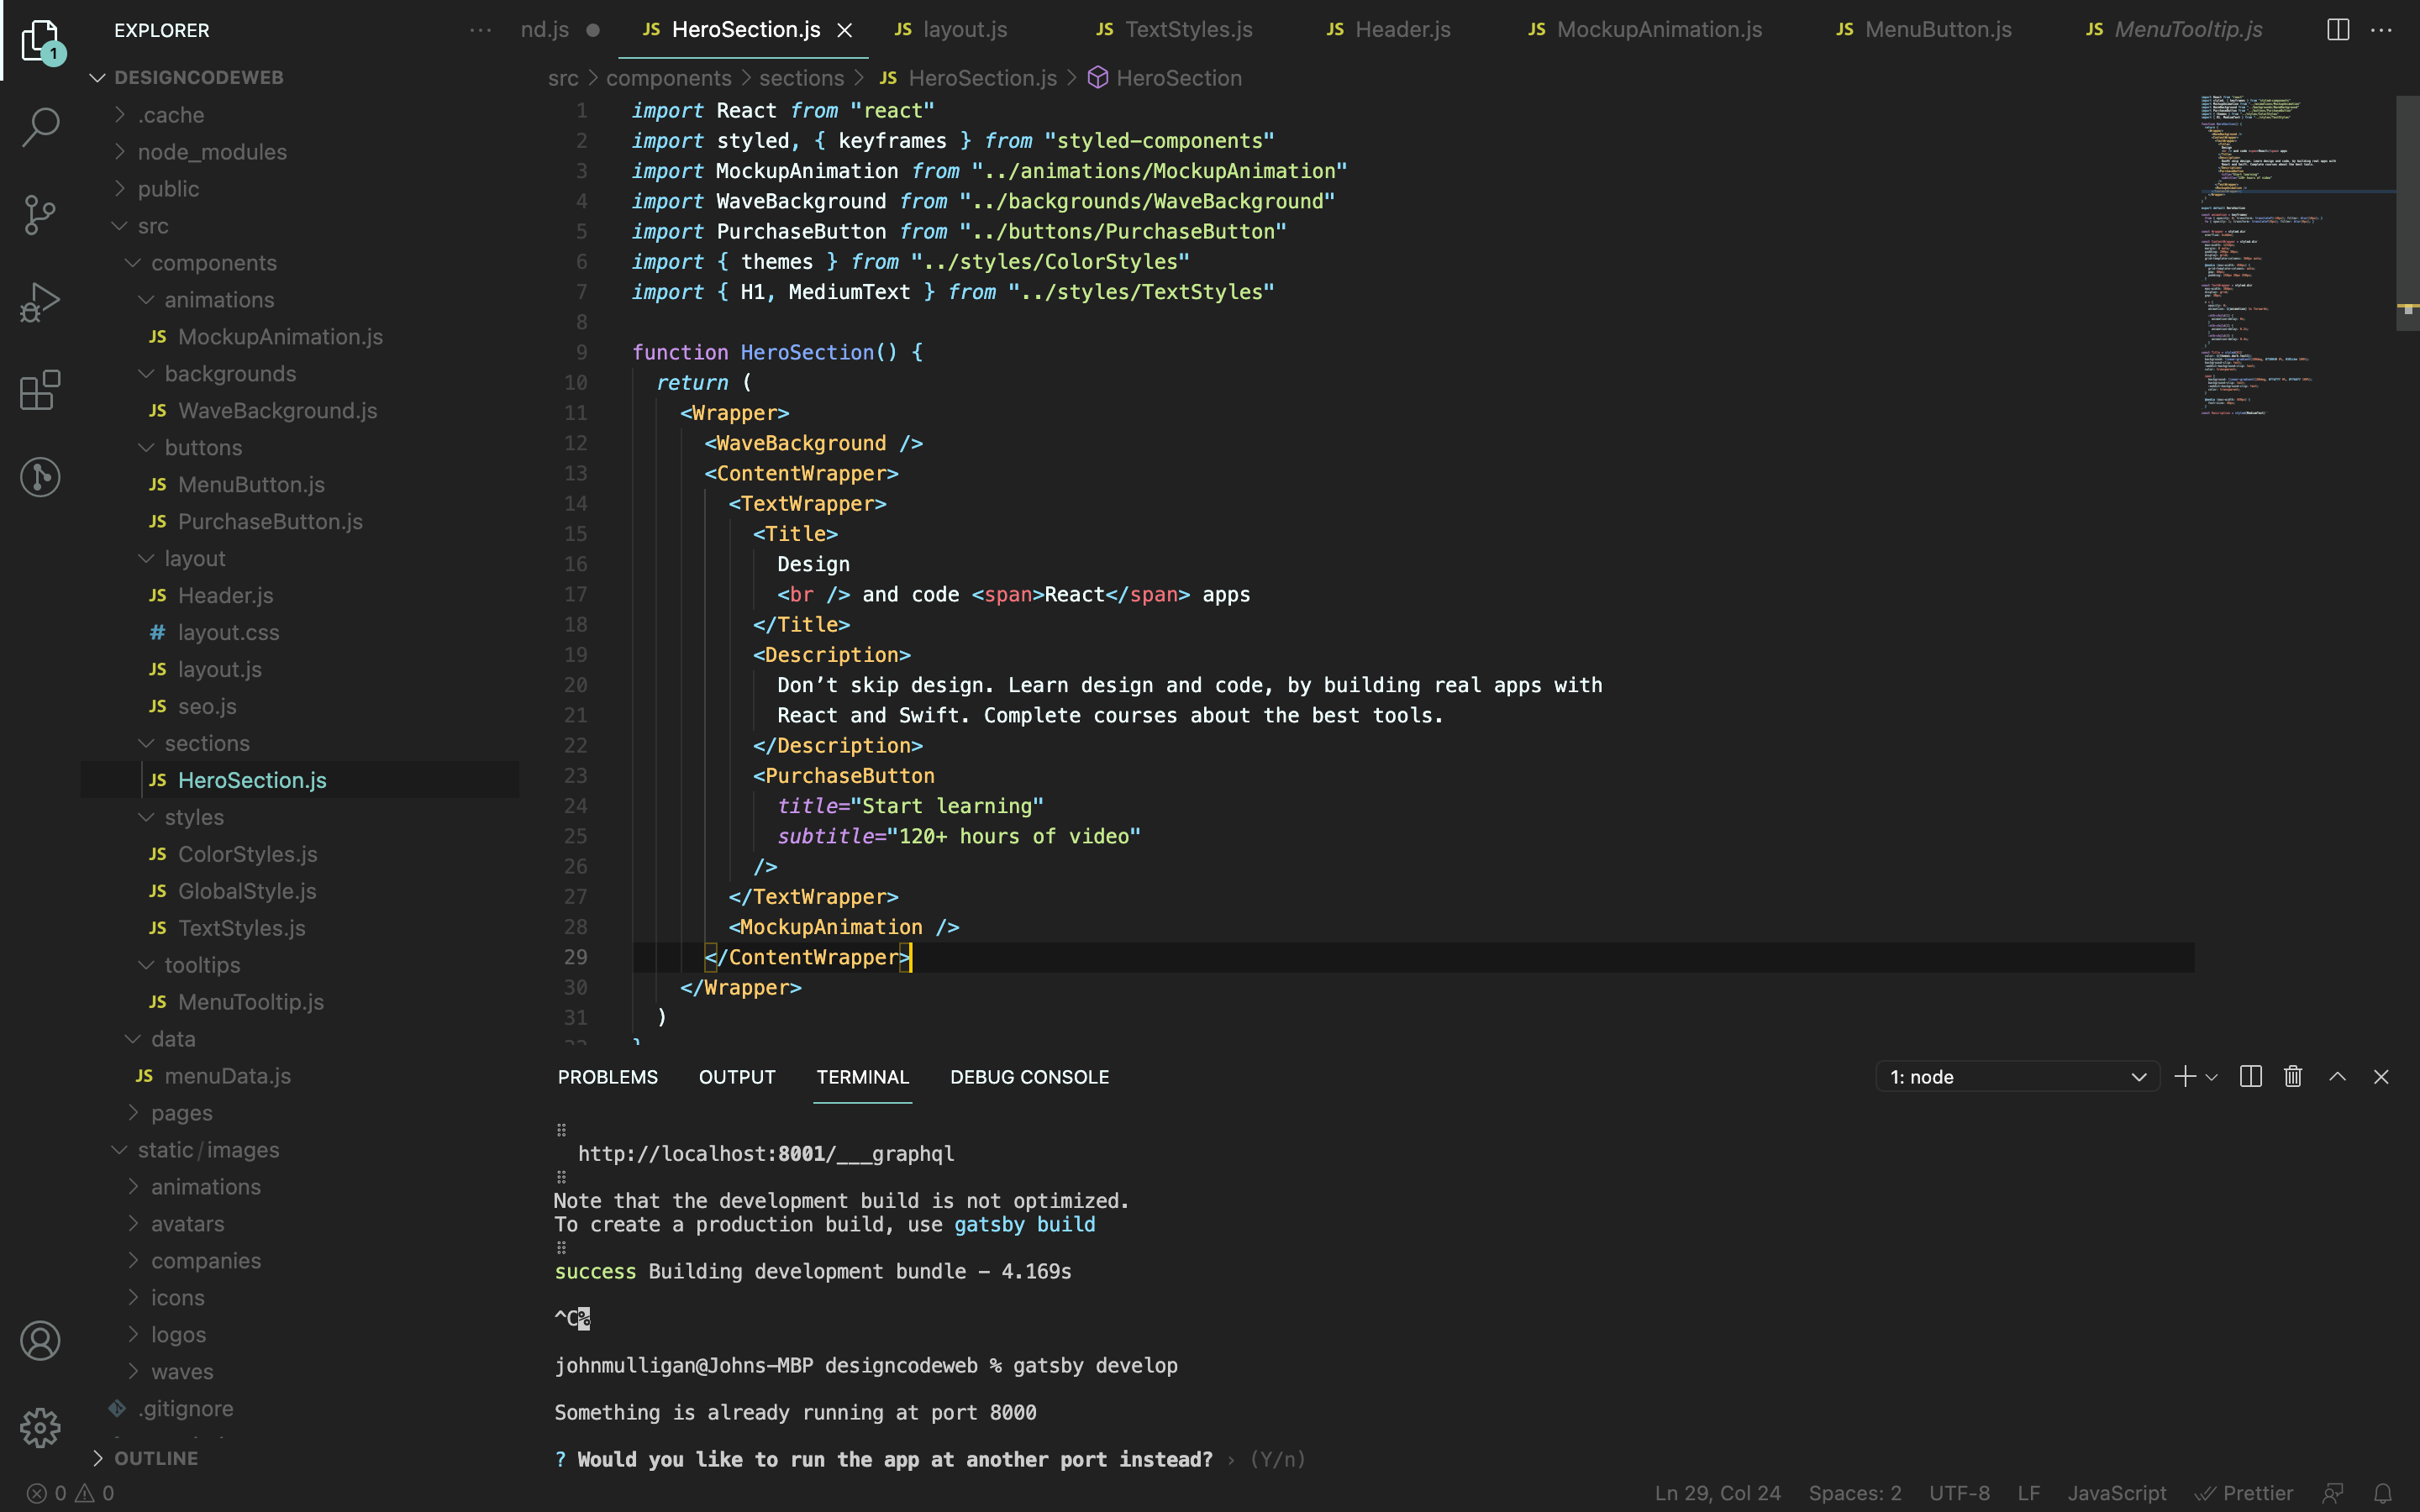 EXPLORER
1
DESIGNCODEWEB
.cache
node_modules
public
src
components
animations
JS MockupAnimation.js
backgrounds
JS WaveBackground.js
buttons
JS MenuButton.js
JS PurchaseButton.js
layout
JS Header.js
# layout.css
JS layout.js
JS seo.js
sections
JS HeroSection.js
styles
JS ColorStyles.js
JS GlobalStyle.js
JS TextStyles.js
tooltips
JS MenuTooltip.js
data
JS menuData.js
pages
static/images
animations
avatars
companies
icons
logos
waves
.gitignore
OUTLINE
nd.js JS HeroSection.js JS layout.js JS TextStyles.js JS Header.js JS MockupAnimation.js JS MenuButton.js JS MenuTooltip.js
src > components > sections > JS HeroSection.js > HeroSection
1 import React from "react"
2 import styled, { keyframes } from "styled-components"
3 import MockupAnimation from "../animations/MockupAnimation"
4 import WaveBackground from "../backgrounds/WaveBackground"
5 import PurchaseButton from "../buttons/PurchaseButton"
6 import { themes } from "../styles/ColorStyles"
7 import { H1, MediumText } from "../styles/TextStyles"
8
9 function HeroSection() {
10 return (
11 <Wrapper>
12 <WaveBackground />
13 <ContentWrapper>
14 <TextWrapper>
15 <Title>
16 Design
17 <br /> and code <span>React</span> apps
18 </Title>
19 <Description>
20 Don’t skip design. Learn design and code, by building real apps with
21 React and Swift. Complete courses about the best tools.
22 </Description>
23 <PurchaseButton
24 title="Start learning"
25 subtitle="120+ hours of video"
26 />
27 </TextWrapper>
28 <MockupAnimation />
29 </ContentWrapper>
30 </Wrapper>
31 )
PROBLEMS OUTPUT TERMINAL DEBUG CONSOLE 1: node
http://localhost:8001/___graphql
Note that the development build is not optimized.
To create a production build, use gatsby build
success Building development bundle - 4.169s
^C%
johnmulligan@Johns-MBP designcodeweb % gatsby develop
Something is already running at port 8000
? Would you like to run the app at another port instead? › (Y/n)
0 0 Ln 29, Col 24 Spaces: 2 UTF-8 LF JavaScript Prettier